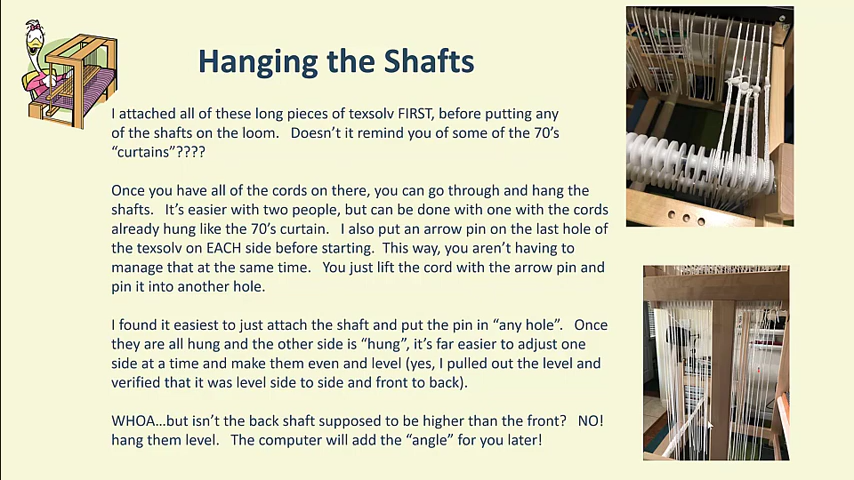 Hanging the Shafts
I attached all of these long pieces of texsolv FIRST, before putting any
of the shafts on the loom. Doesn't it remind you of some of the 70's
"curtains"????
Once you have all of the cords on there, you can go through and hang the
shafts. It's easier with two people, but can be done with one with the cords
already hung like the 70's curtain. I also put an arrow pin on the last hole of
the texsolv on EACH side before starting. This way, you aren't having to
manage that at the same time. You just lift the cord with the arrow pin and
pin it into another hole.
I found it easiest to just attach the shaft and put the pin in "any hole". Once
they are all hung and the other side is "hung", it's far easier to adjust one
side at a time and make them even and level (yes, I pulled out the level and
verified that it was level side to side and front to back).
WHOA…but isn't the back shaft supposed to be higher than the front? NO!
hang them level. The computer will add the "angle" for you later!